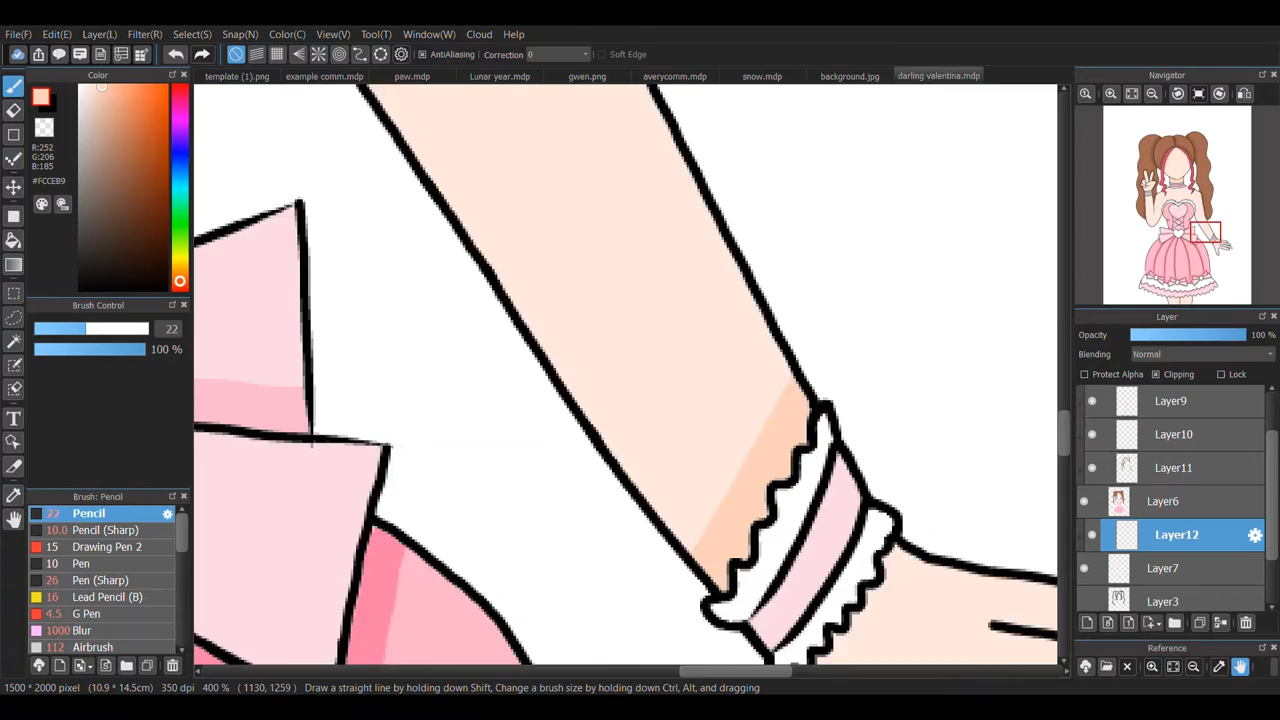 File(F) Edit(E) Layer(L) Filter(R) Select(S) Snap(N) Color(C) View(V) Tool(T) Window(W) Cloud Help
AntiAliasing Correction 0 Soft Edge
Color
template (1).png example comm.mdp paw.mdp Lunar year.mdp gwen.png averycomm.mdp snow.mdp background.jpg darling valentina.mdp
Navigator
R:252
G:206
B:185
#FCCEB9
Brush Control
22
100 %
Layer
Opacity 100 %
Blending Normal
Protect Alpha Clipping Lock
Layer9
Layer10
Layer11
Layer6
Layer12
Layer7
Layer3
Brush: Pencil
22 Pencil
10.0 Pencil (Sharp)
15 Drawing Pen 2
10 Pen
26 Pen (Sharp)
16 Lead Pencil (B)
4.5 G Pen
1000 Blur
112 Airbrush
Reference
1500 * 2000 pixel (10.9 * 14.5cm) 350 dpi 400 % ( 1130, 1259 ) Draw a straight line by holding down Shift, Change a brush size by holding down Ctrl, Alt, and dragging